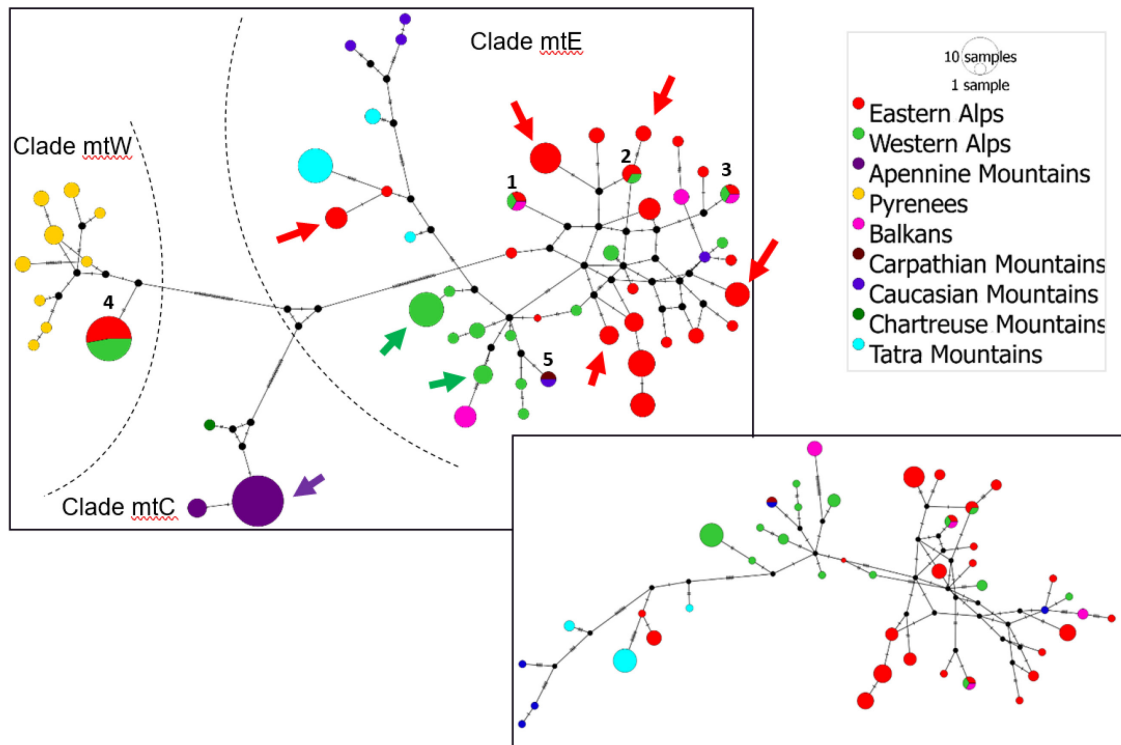 Clade mtE
Clade mtW
1
2
3
4
5
Clade mtC
10 samples
1 sample
Eastern Alps
Western Alps
Apennine Mountains
Pyrenees
Balkans
Carpathian Mountains
Caucasian Mountains
Chartreuse Mountains
Tatra Mountains